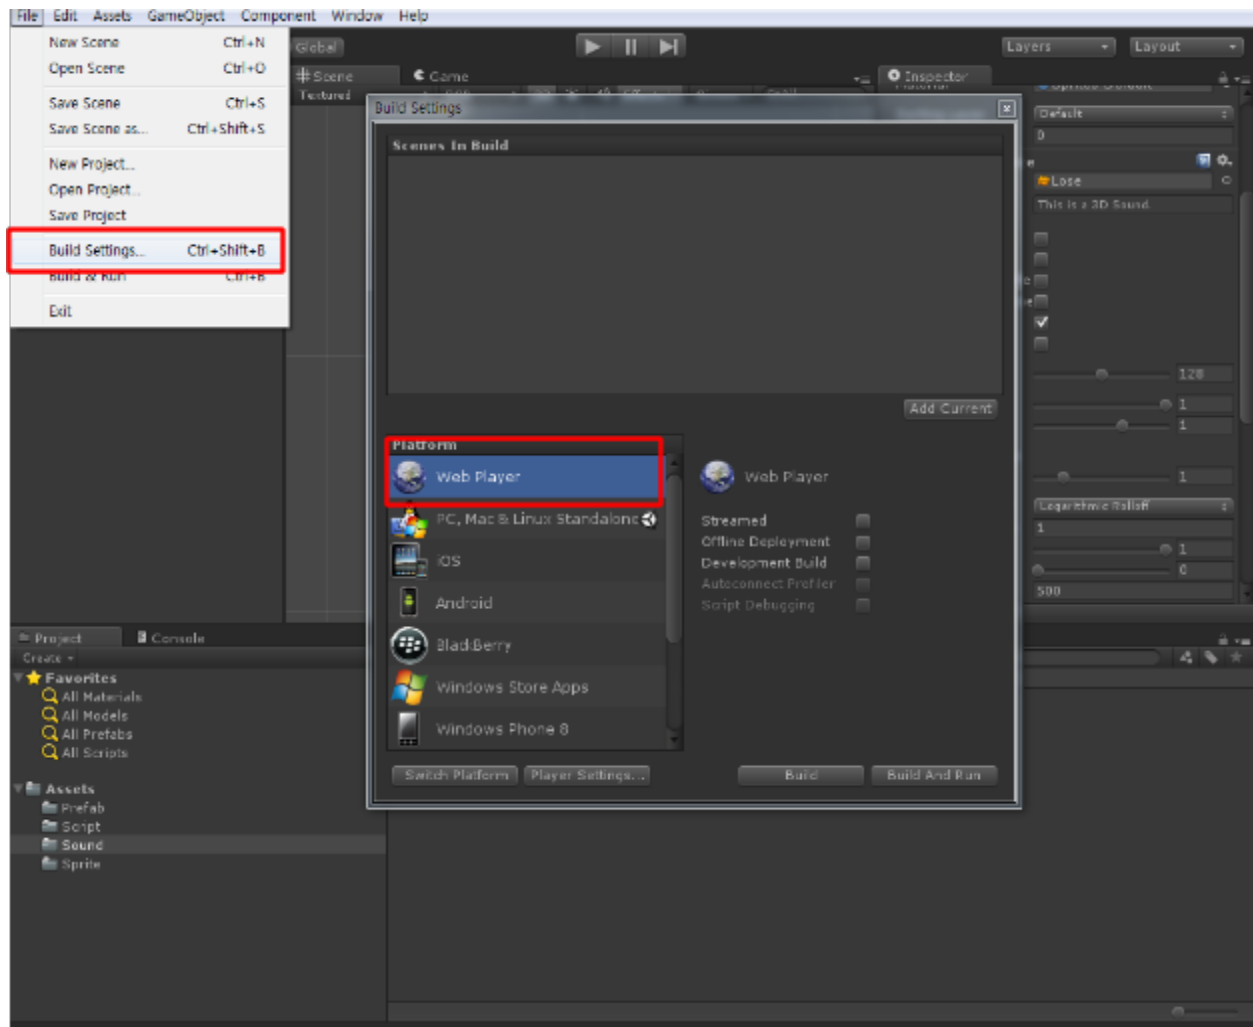 File Edit Assets GameObject Component Window Help
New Scene Ctrl+N
Open Scene Ctrl+O
Save Scene Ctrl+S
Save Scene as... Ctrl+Shift+S
New Project...
Open Project...
Save Project
Build Settings... Ctrl+Shift+B
Build & Run Ctrl+B
Exit
Global
Layers Layout
Scene Game Inspector
Textured
Material
Default
0
Lose
This is a 3D Sound.
128
1
1
1
Logarithmic Rolloff
1
1
0
500
Build Settings
Scenes In Build
Add Current
Platform
Web Player
PC, Mac & Linux Standalone
iOS
Android
BlackBerry
Windows Store Apps
Windows Phone 8
Web Player
Streamed
Offline Deployment
Development Build
Autoconnect Profiler
Script Debugging
Switch Platform Player Settings... Build Build And Run
Project Console
Create
Favorites
All Materials
All Models
All Prefabs
All Scripts
Assets
Prefab
Script
Sound
Sprite